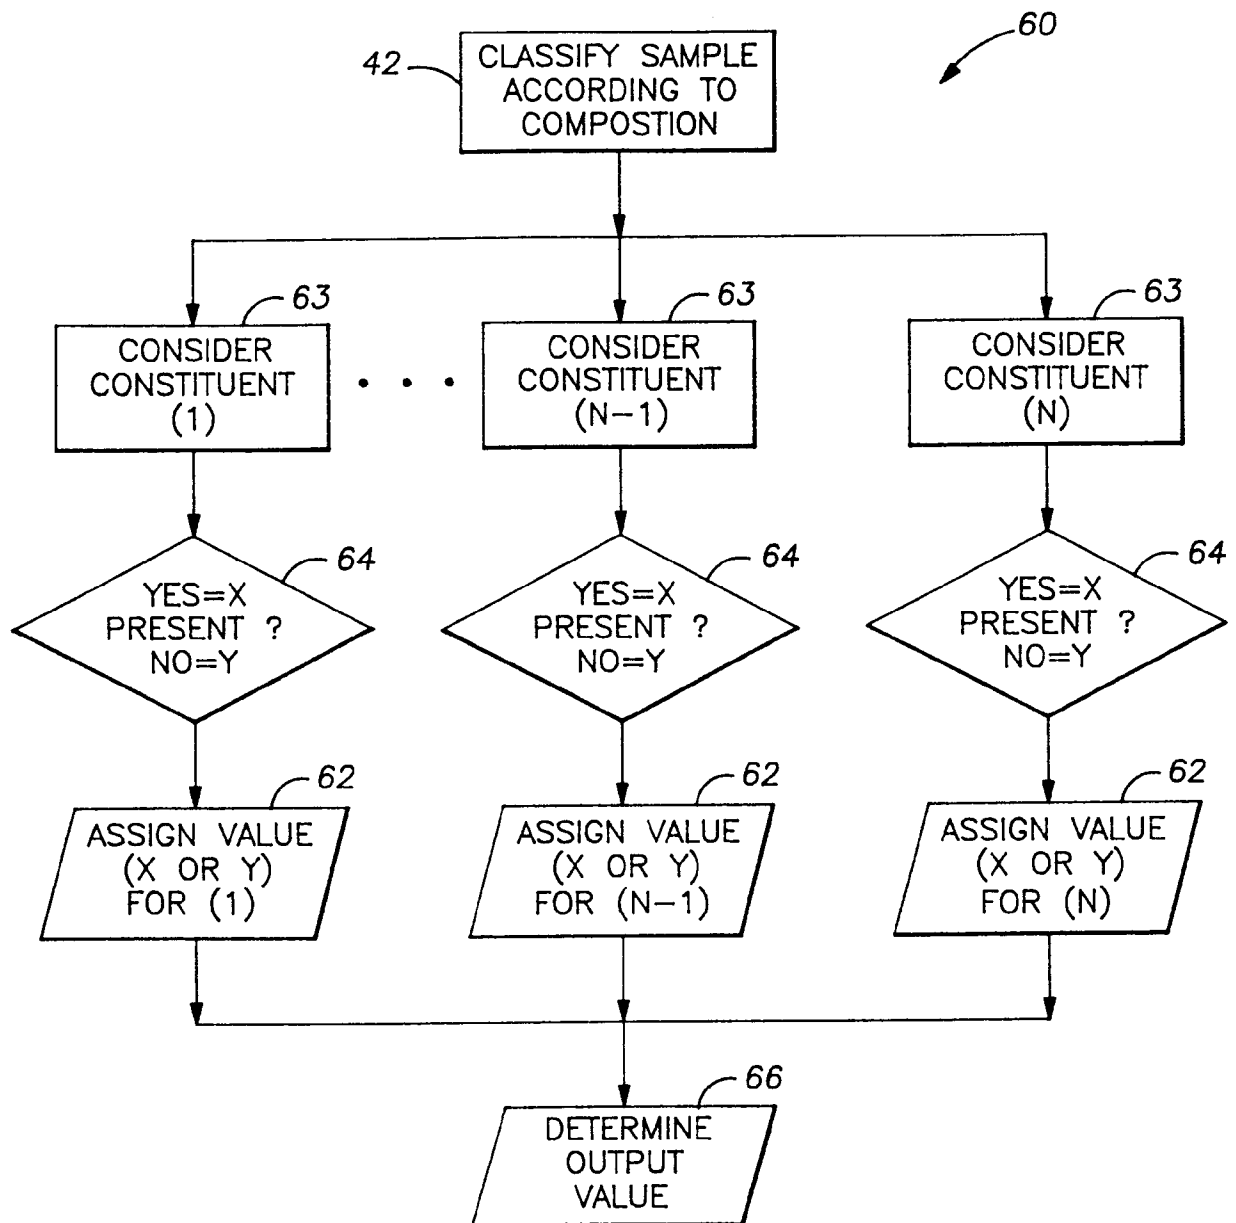 60
42
CLASSIFY SAMPLE
ACCORDING TO
COMPOSTION
63
CONSIDER
CONSTITUENT
(1)
• • •
63
CONSIDER
CONSTITUENT
(N-1)
63
CONSIDER
CONSTITUENT
(N)
64
YES=X
PRESENT ?
NO=Y
64
YES=X
PRESENT ?
NO=Y
64
YES=X
PRESENT ?
NO=Y
62
ASSIGN VALUE
(X OR Y)
FOR (1)
62
ASSIGN VALUE
(X OR Y)
FOR (N-1)
62
ASSIGN VALUE
(X OR Y)
FOR (N)
66
DETERMINE
OUTPUT
VALUE